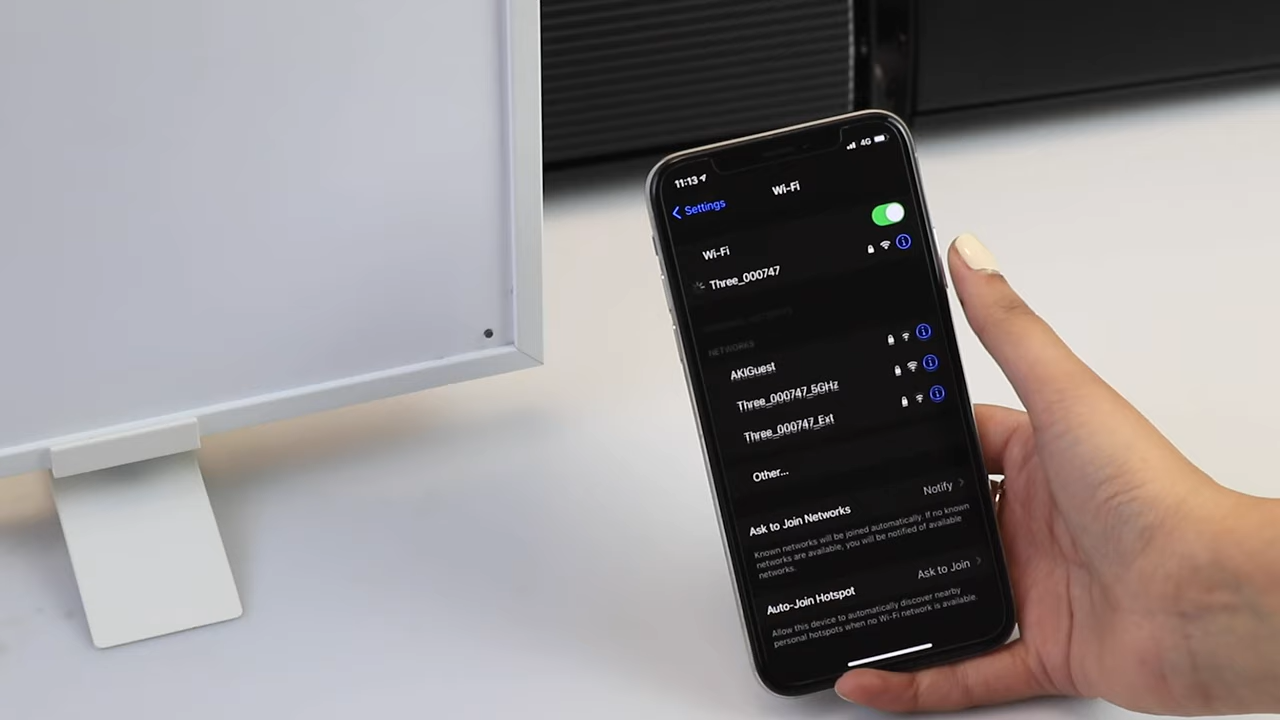 11:13
4G
Settings
Wi-Fi
Wi-Fi
Three_000747
NETWORKS
AKIGuest
Three_000747_5GHz
Three_000747_Ext
Other...
Ask to Join Networks
Notify
Known networks will be joined automatically. If no known
networks are available, you will be notified of available
networks.
Auto-Join Hotspot
Ask to Join
Allow this device to automatically discover nearby
personal hotspots when no Wi-Fi network is available.